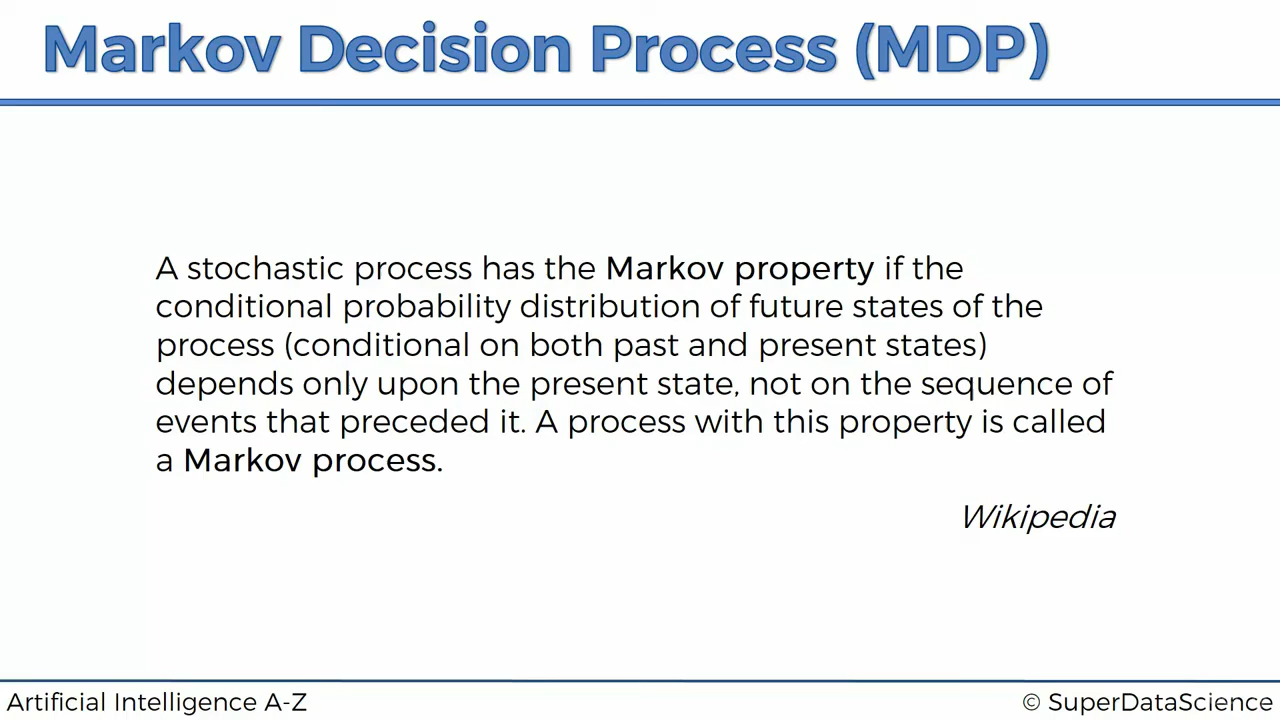 Markov Decision Process (MDP)
A stochastic process has the Markov property if the
conditional probability distribution of future states of the
process (conditional on both past and present states)
depends only upon the present state, not on the sequence of
events that preceded it. A process with this property is called
a Markov process.
Wikipedia
Artificial Intelligence A-Z
© SuperDataScience